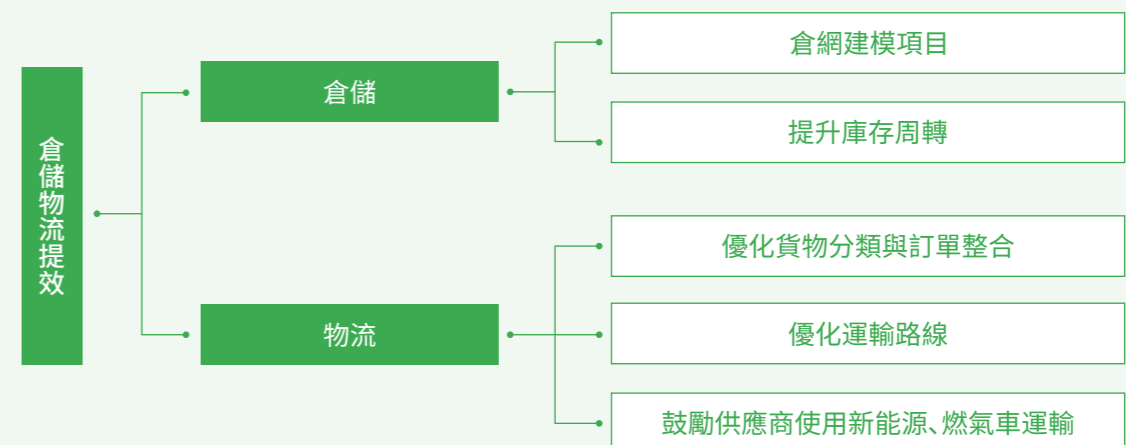 倉儲物流提效
倉儲
倉網建模項目
提升庫存周轉
物流
優化貨物分類與訂單整合
優化運輸路線
鼓勵供應商使用新能源、燃氣車運輸